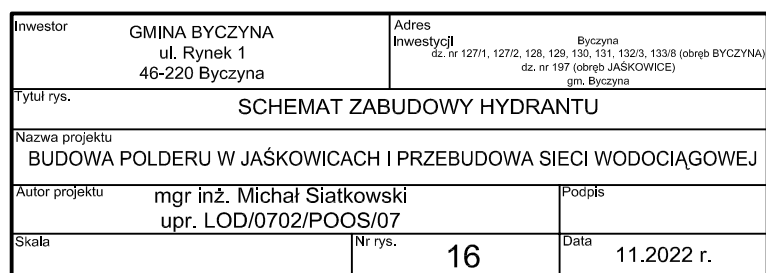 Inwestor
GMINA BYCZYNA
ul. Rynek 1
46-220 Byczyna
Adres
Inwestycji
Byczyna
dz. nr 127/1, 127/2, 128, 129, 130, 131, 132/3, 133/8 (obręb BYCZYNA)
dz. nr 197 (obręb JAŚKOWICE)
gm. Byczyna
Tytuł rys.
SCHEMAT ZABUDOWY HYDRANTU
Nazwa projektu
BUDOWA POLDERU W JAŚKOWICACH I PRZEBUDOWA SIECI WODOCIĄGOWEJ
Autor projektu
mgr inż. Michał Siatkowski
upr. LOD/0702/POOS/07
Podpis
Skala
Nr rys.
16
Data
11.2022 r.